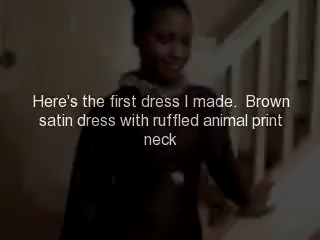 Here's the first dress I made.  Brown
satin dress with ruffled animal print
neck